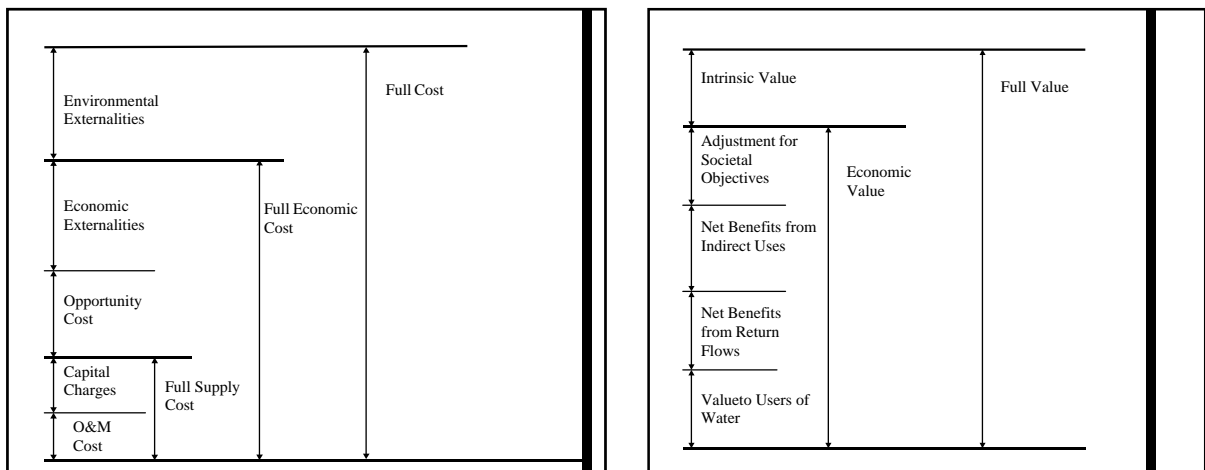 Environmental
Externalities
Full Cost
Economic
Externalities
Full Economic
Cost
Opportunity
Cost
Capital
Charges
Full Supply
Cost
O&M
Cost
Intrinsic Value
Full Value
Adjustment for
Societal
Objectives
Economic
Value
Net Benefits from
Indirect Uses
Net Benefits
from Return
Flows
Valueto Users of
Water